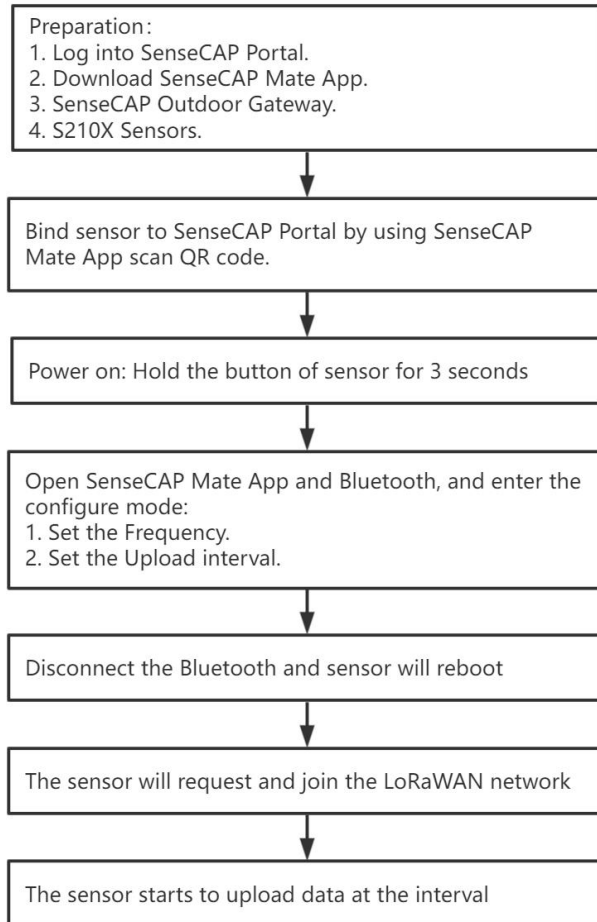 Preparation：
1. Log into SenseCAP Portal.
2. Download SenseCAP Mate App.
3. SenseCAP Outdoor Gateway.
4. S210X Sensors.
Bind sensor to SenseCAP Portal by using SenseCAP
Mate App scan QR code.
Power on: Hold the button of sensor for 3 seconds
Open SenseCAP Mate App and Bluetooth, and enter the
configure mode:
1. Set the Frequency.
2. Set the Upload interval.
Disconnect the Bluetooth and sensor will reboot
The sensor will request and join the LoRaWAN network
The sensor starts to upload data at the interval